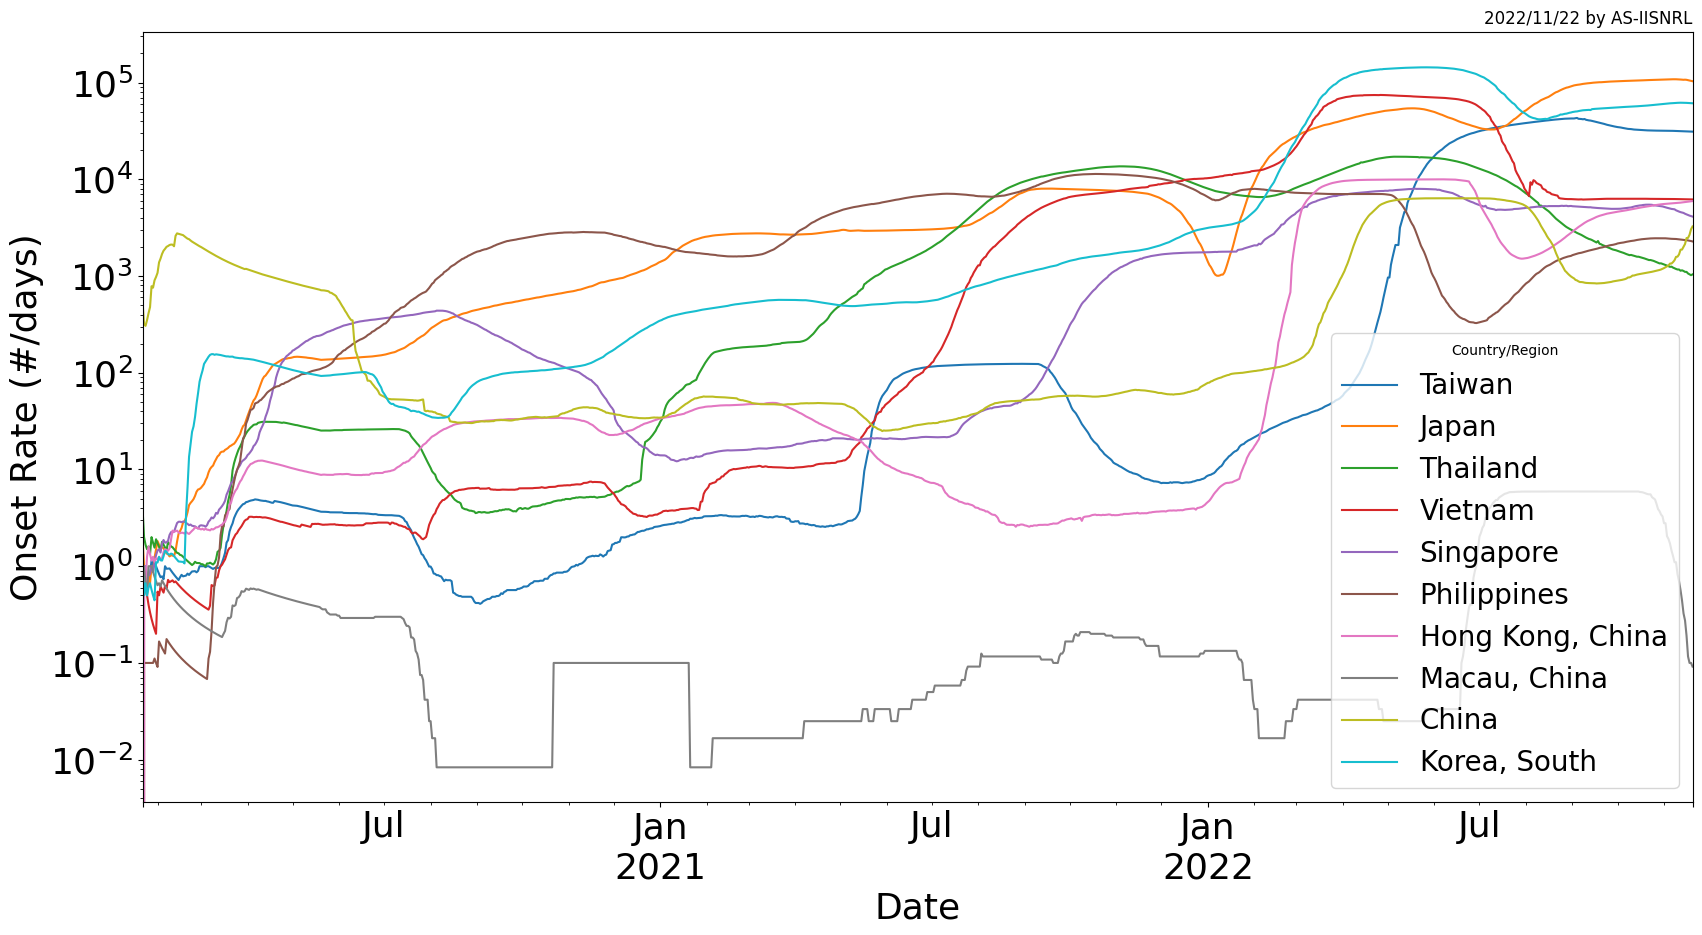 2022/11/22 by AS-IISNRL
Onset Rate (#/days)
10^5
10^4
10^3
10^2
10^1
10^0
10^−1
10^−2
Country/Region
Taiwan
Japan
Thailand
Vietnam
Singapore
Philippines
Hong Kong, China
Macau, China
China
Korea, South
Jul
Jan
2021
Jul
Jan
2022
Jul
Date